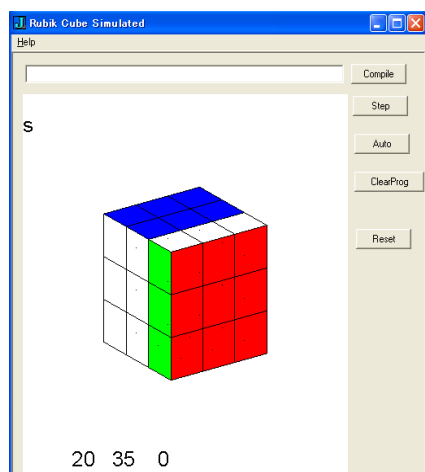 Rubik Cube Simulated
Help
Compile
Step
s
Auto
ClearProg
Reset
20 35 0